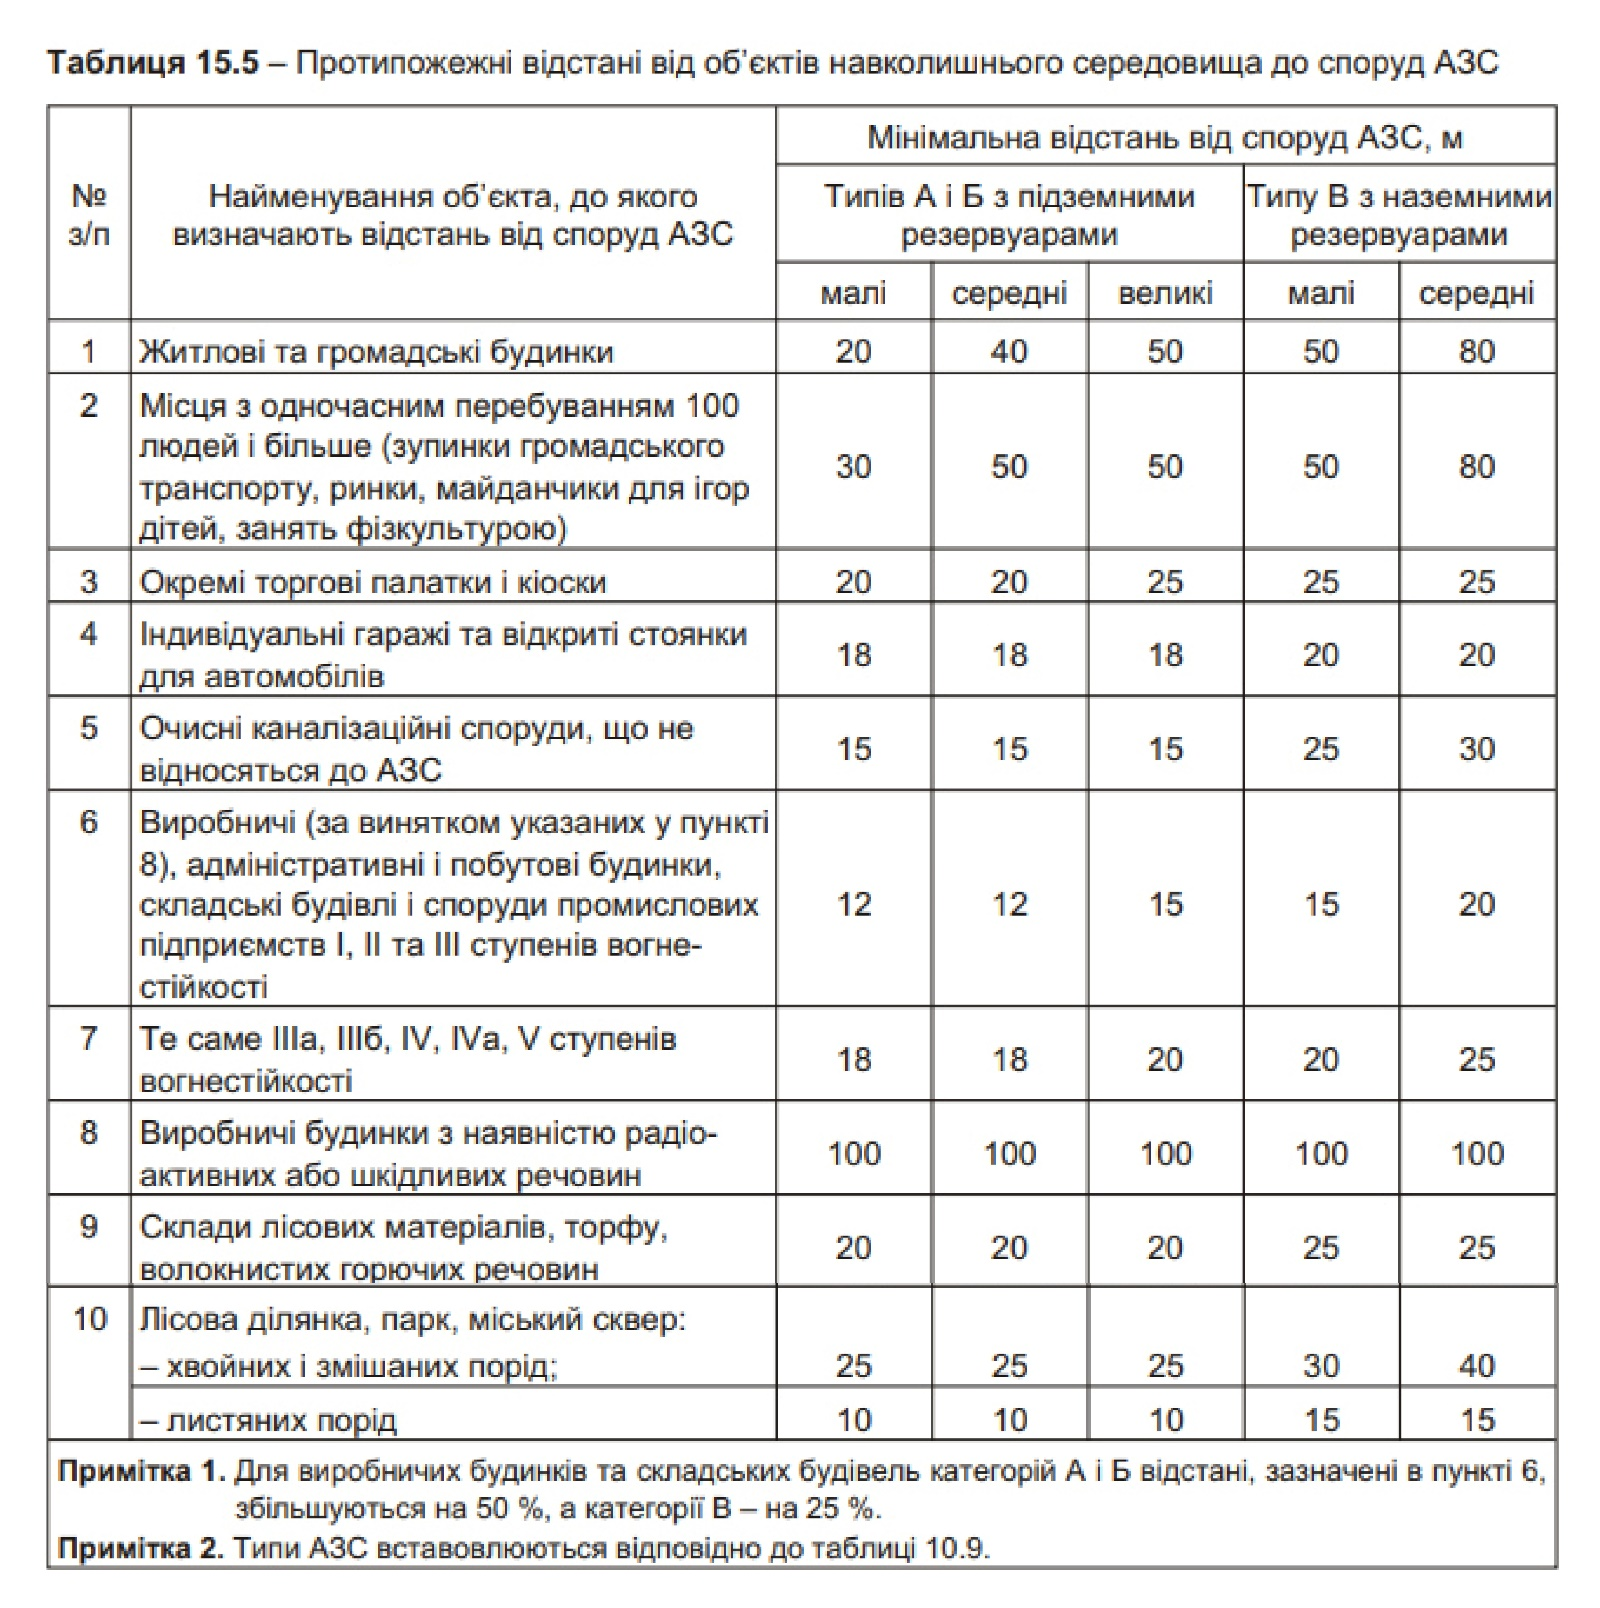 Таблиця 15.5 – Протипожежні відстані від об’єктів навколишнього середовища до споруд АЗС
№ з/п
Найменування об’єкта, до якого визначають відстань від споруд АЗС
Мінімальна відстань від споруд АЗС, м
Типів А і Б з підземними резервуарами
Типу В з наземними резервуарами
малі середні великі малі середні
1 Житлові та громадські будинки 20 40 50 50 80
2 Місця з одночасним перебуванням 100
людей і більше (зупинки громадського
транспорту, ринки, майданчики для ігор
дітей, занять фізкультурою)
30 50 50 50 80
3 Окремі торгові палатки і кіоски 20 20 25 25 25
4 Індивідуальні гаражі та відкриті стоянки
для автомобілів
18 18 18 20 20
5 Очисні каналізаційні споруди, що не
відносяться до АЗС
15 15 15 25 30
6 Виробничі (за винятком указаних у пункті
8), адміністративні і побутові будинки,
складські будівлі і споруди промислових
підприємств І, ІІ та ІІІ ступенів вогне-
стійкості
12 12 15 15 20
7 Те саме ІІІа, ІІІб, IV, IVа, V ступенів
вогнестійкості
18 18 20 20 25
8 Виробничі будинки з наявністю радіо-
активних або шкідливих речовин
100 100 100 100 100
9 Склади лісових матеріалів, торфу,
волокнистих горючих речовин
20 20 20 25 25
10 Лісова ділянка, парк, міський сквер:
– хвойних і змішаних порід; 25 25 25 30 40
– листяних порід 10 10 10 15 15
Примітка 1. Для виробничих будинків та складських будівель категорій А і Б відстані, зазначені в пункті 6,
збільшуються на 50 %, а категорії В – на 25 %.
Примітка 2. Типи АЗС вставовлюються відповідно до таблиці 10.9.